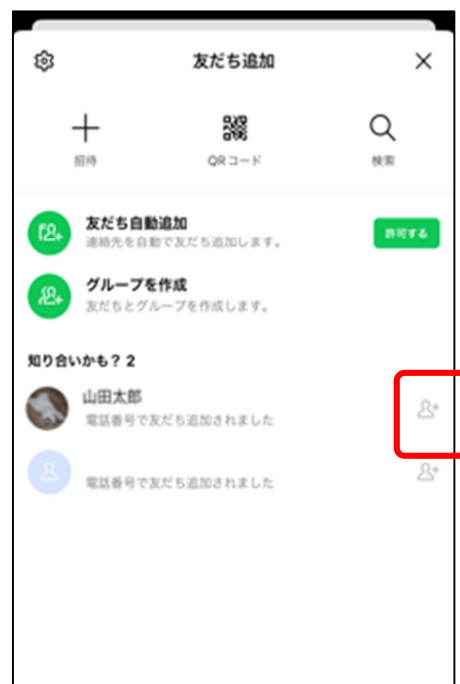 友だち追加
招待
QRコード
検索
友だち自動追加
連絡先を自動で友だち追加します。
許可する
グループを作成
友だちとグループを作成します。
知り合いかも？ 2
山田太郎
電話番号で友だち追加されました
電話番号で友だち追加されました